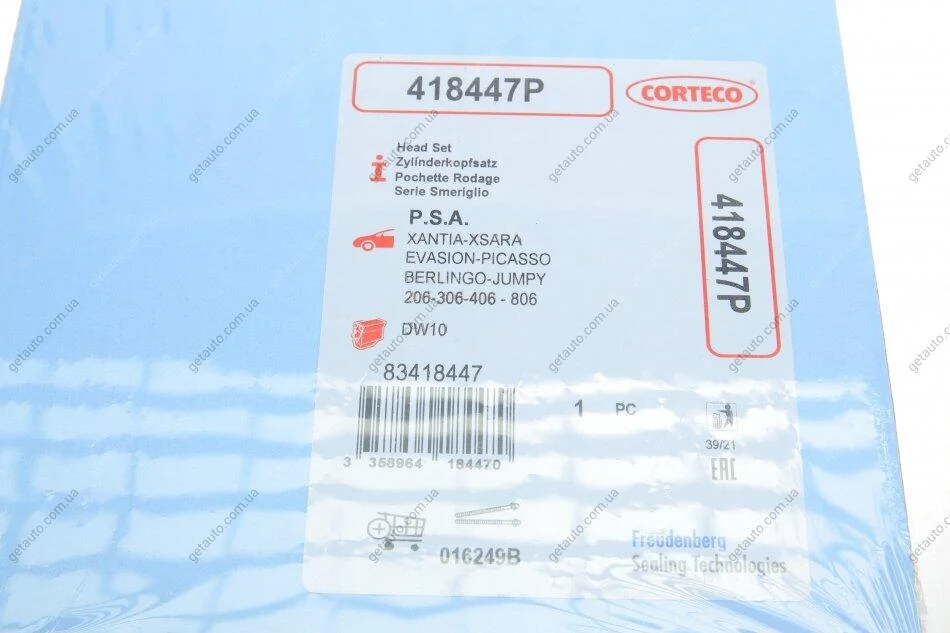 418447P
CORTECO
Head Set
Zylinderkopfsatz
Pochette Rodage
Serie Smeriglio
P.S.A.
XANTIA-XSARA
EVASION-PICASSO
BERLINGO-JUMPY
206-306-406 - 806
DW10
418447P
83418447
1 PC
3 358964 184470
39/21
EAC
016249B
Freudenberg
Sealing Technologies
getauto.com.ua